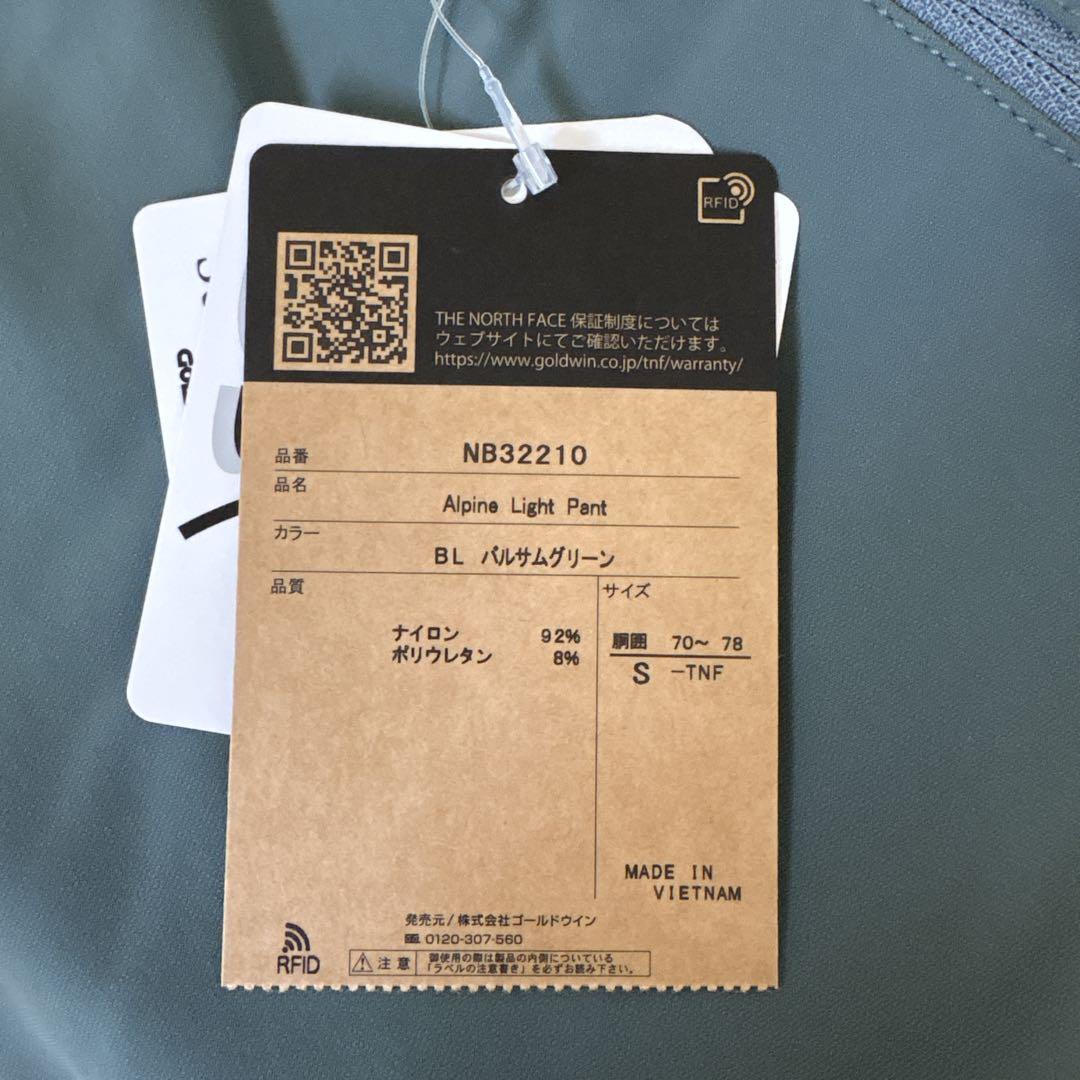 RFID
THE NORTH FACE 保証制度については
ウェブサイトにてご確認いただけます。
https://www.goldwin.co.jp/tnf/warranty/
品番 NB32210
品名
Alpine Light Pant
カラー
BL バルサムグリーン
品質
ナイロン 92%
ポリウレタン 8%
サイズ
胴囲 70～ 78
S -TNF
MADE IN
VIETNAM
発売元/株式会社ゴールドウイン
0120-307-560
RFID
注意
御使用の際は製品の内側についている
「ラベルの注意書き」を必ずお読み下さい。